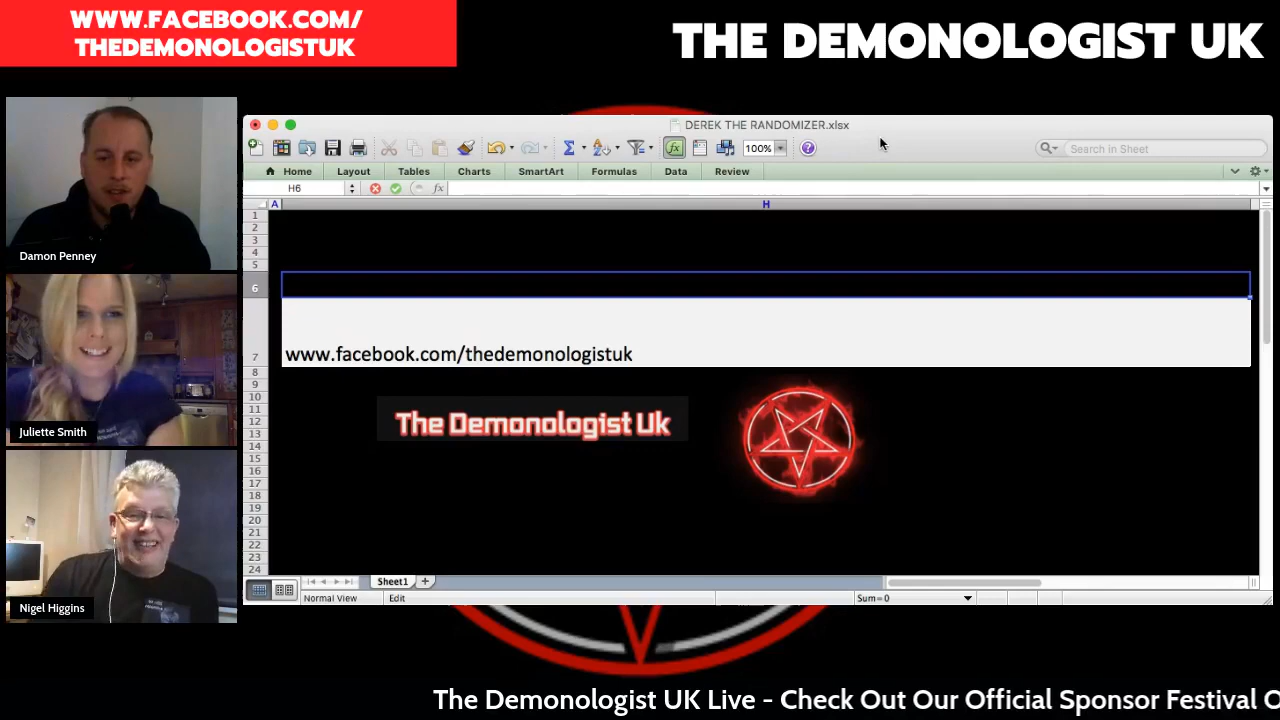 WWW.FACEBOOK.COM/
THEDEMONOLOGISTUK
THE DEMONOLOGIST UK
Damon Penney
Juliette Smith
Nigel Higgins
DEREK THE RANDOMIZER.xlsx
100%
Search in Sheet
Home Layout Tables Charts SmartArt Formulas Data Review
H6 fx
A H
1
2
3
4
5
6
7 www.facebook.com/thedemonologistuk
8
9
10
11
12 The Demonologist Uk
13
14
15
16
17
18
19
20
21
22
23
24
Sheet1
Normal View Edit Sum=0
The Demonologist UK Live - Check Out Our Official Sponsor Festival